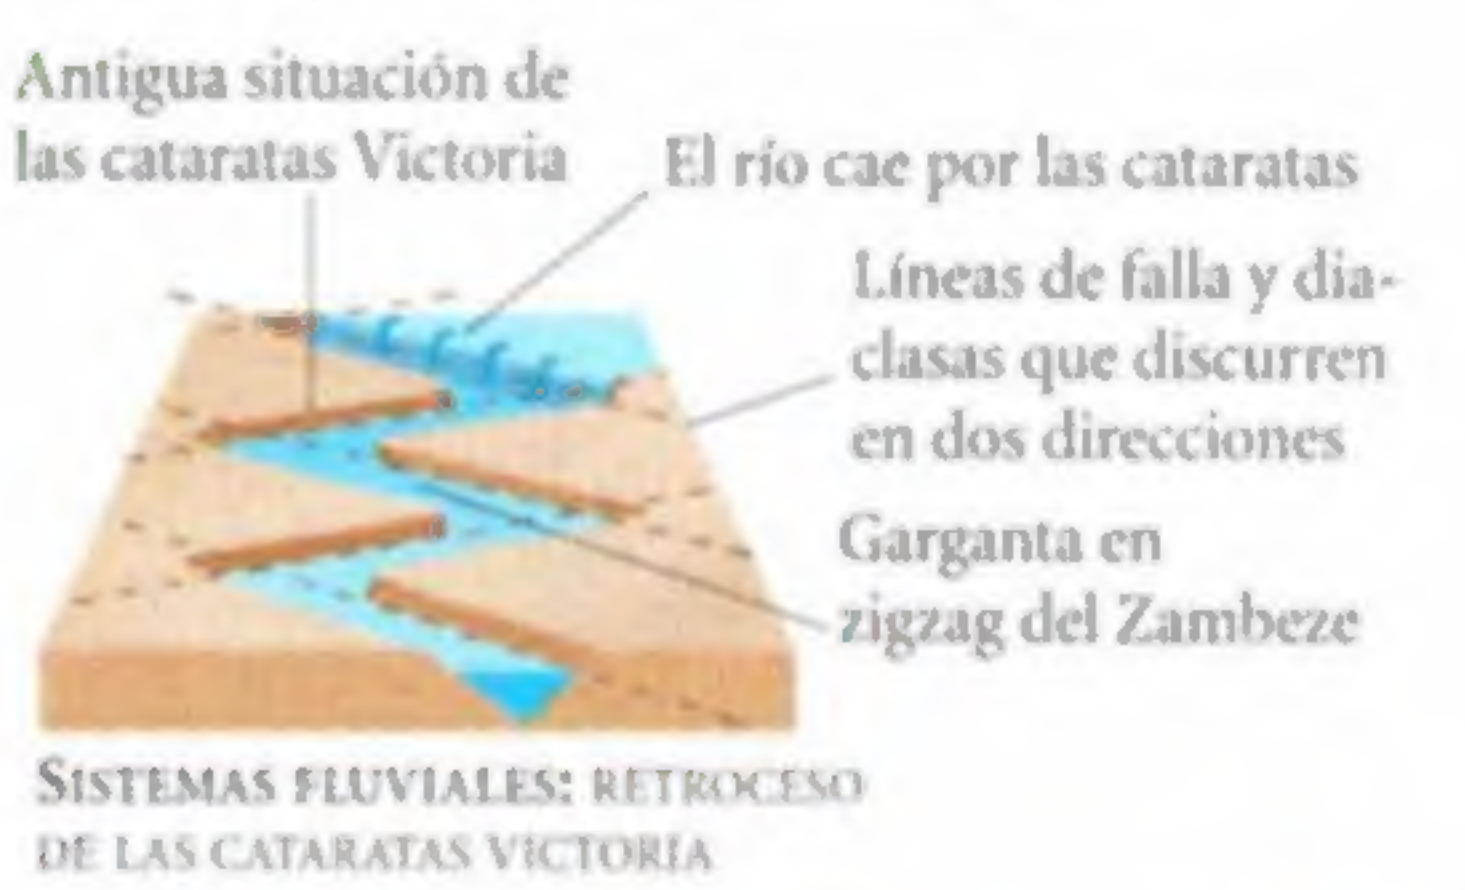 Antigua situación de
las cataratas Victoria
El río cae por las cataratas
Líneas de falla y dia-
clasas que discurren
en dos direcciones
Garganta en
zigzag del Zambeze
SISTEMAS FLUVIALES: RETROCESO
DE LAS CATARATAS VICTORIA